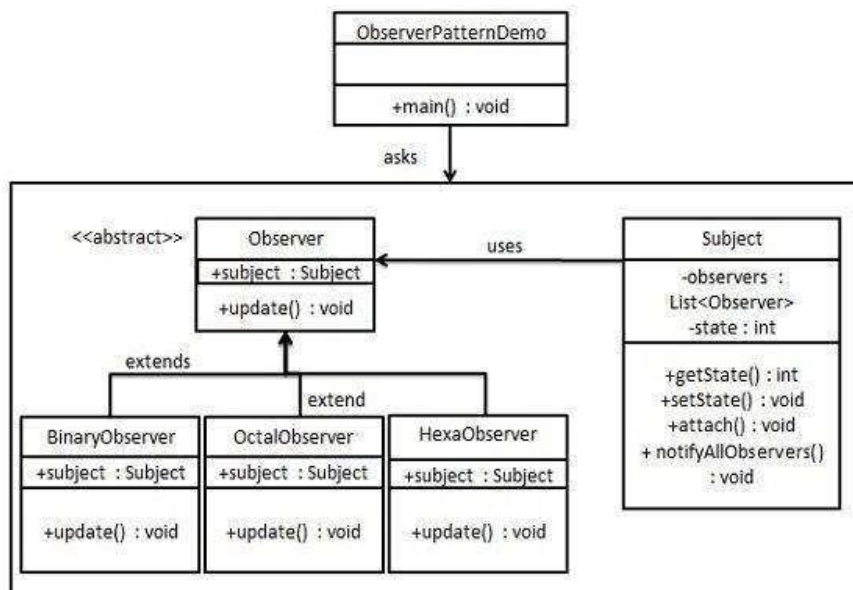 ObserverPatternDemo
+main() : void
asks
<<abstract>>
Observer
+subject : Subject
+update() : void
uses
Subject
-observers :
List<Observer>
-state : int
+getState() : int
+setState() : void
+attach() : void
+ notifyAllObservers()
: void
extends
extend
BinaryObserver
+subject : Subject
+update() : void
OctalObserver
+subject : Subject
+update() : void
HexaObserver
+subject : Subject
+update() : void